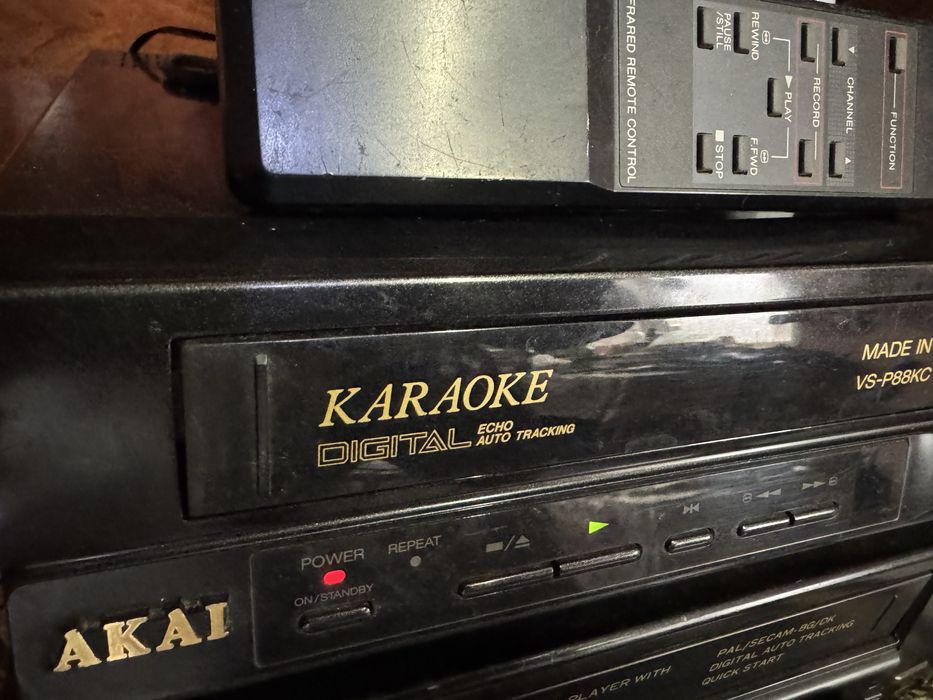 FUNCTION
CHANNEL
RECORD
PLAY
REWIND
F.FWD
PAUSE
/STILL
STOP
FRARED REMOTE CONTROL
KARAOKE
DIGITAL ECHO
AUTO TRACKING
MADE IN
VS-P88KC
POWER
REPEAT
ON/STANDBY
AKAI
PLAYER WITH
PAL/SECAM-BG/DK
DIGITAL AUTO TRACKING
QUICK START